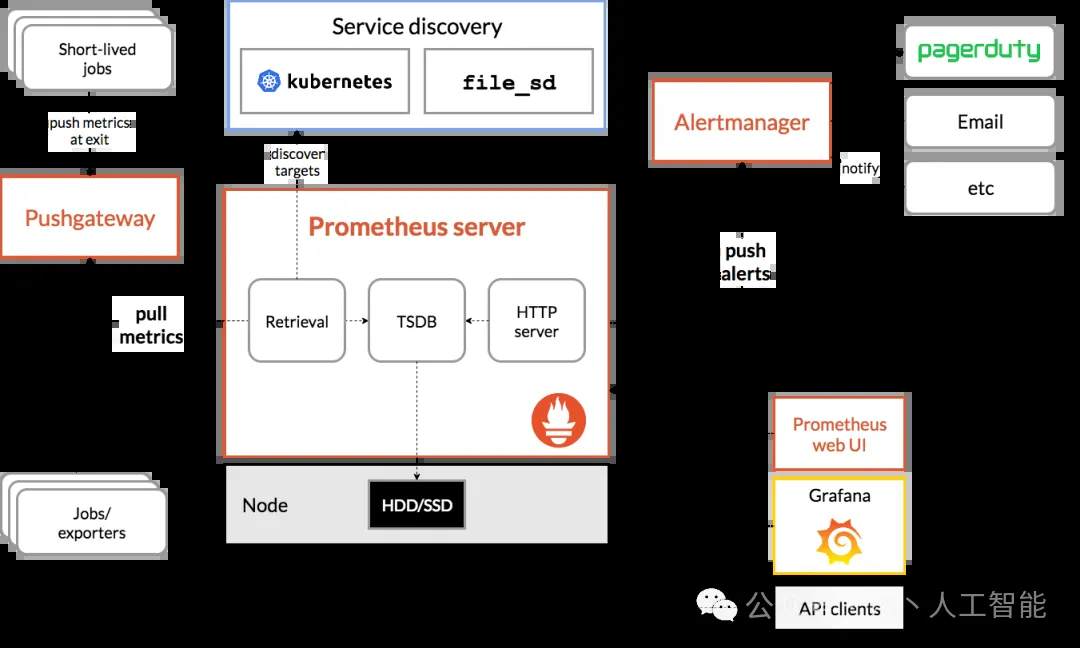 Short-lived
jobs
push metrics
at exit
Pushgateway
pull
metrics
Jobs/
exporters
Service discovery
kubernetes
file_sd
discover
targets
Prometheus server
Retrieval
TSDB
HTTP
server
Node
HDD/SSD
Alertmanager
push
alerts
notify
pagerduty
Email
etc
Prometheus
web UI
Grafana
API clients
公
丶人工智能